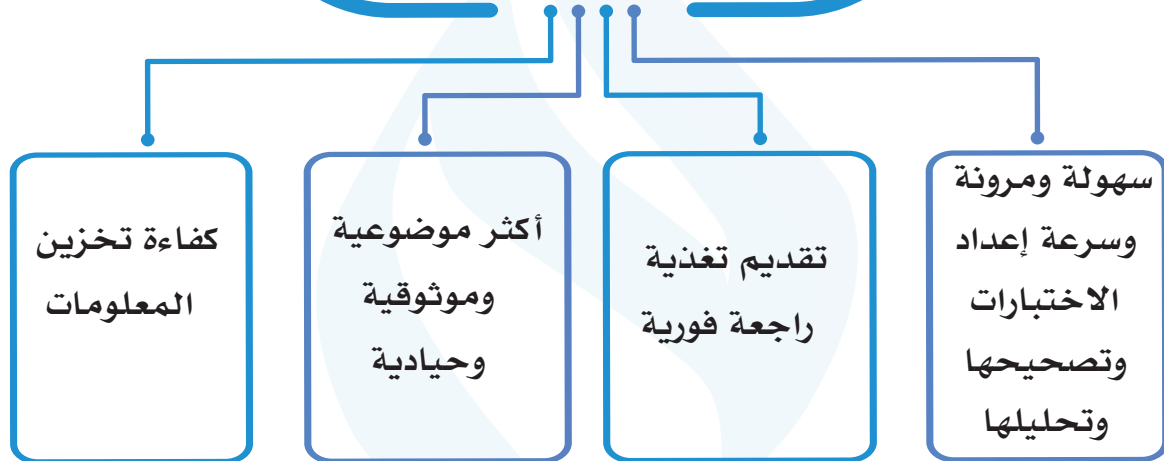 سهولة ومرونة
وسرعة إعداد
الاختبارات
وتصحيحها
وتحليلها
تقديم تغذية
راجعة فورية
أكثر موضوعية
وموثوقية
وحيادية
كفاءة تخزين
المعلومات